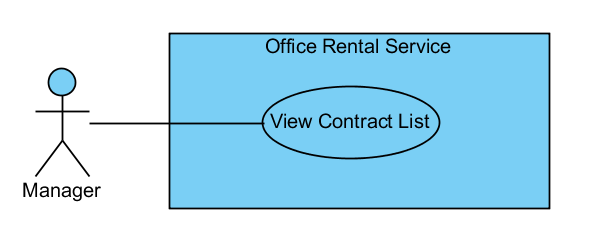 Office Rental Service
View Contract List
Manager